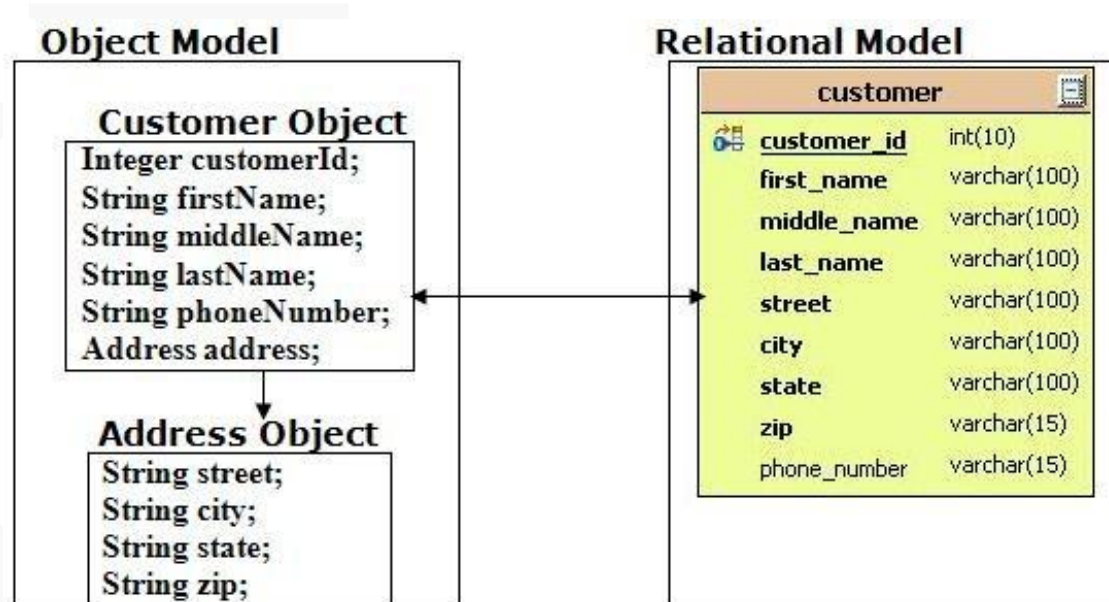 Object Model
Customer Object
Integer customerId;
String firstName;
String middleName;
String lastName;
String phoneNumber;
Address address;
Address Object
String street;
String city;
String state;
String zip;
Relational Model
customer
customer_id int(10)
first_name varchar(100)
middle_name varchar(100)
last_name varchar(100)
street varchar(100)
city varchar(100)
state varchar(100)
zip varchar(15)
phone_number varchar(15)